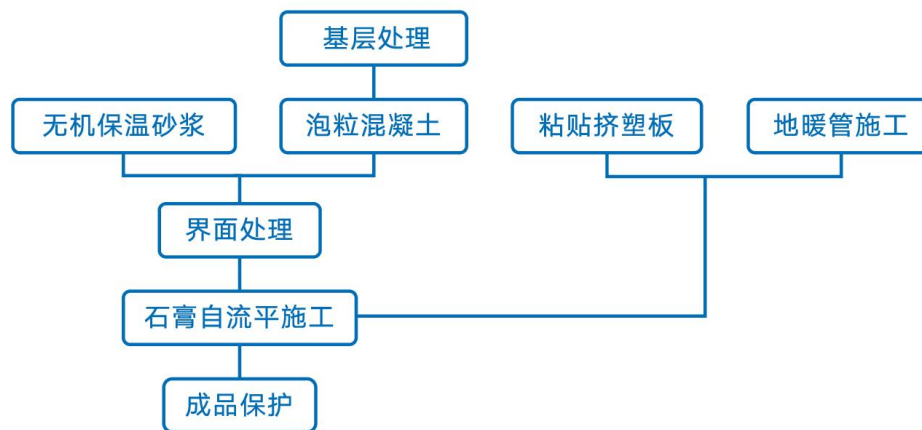 基层处理
无机保温砂浆
泡粒混凝土
粘贴挤塑板
地暖管施工
界面处理
石膏自流平施工
成品保护